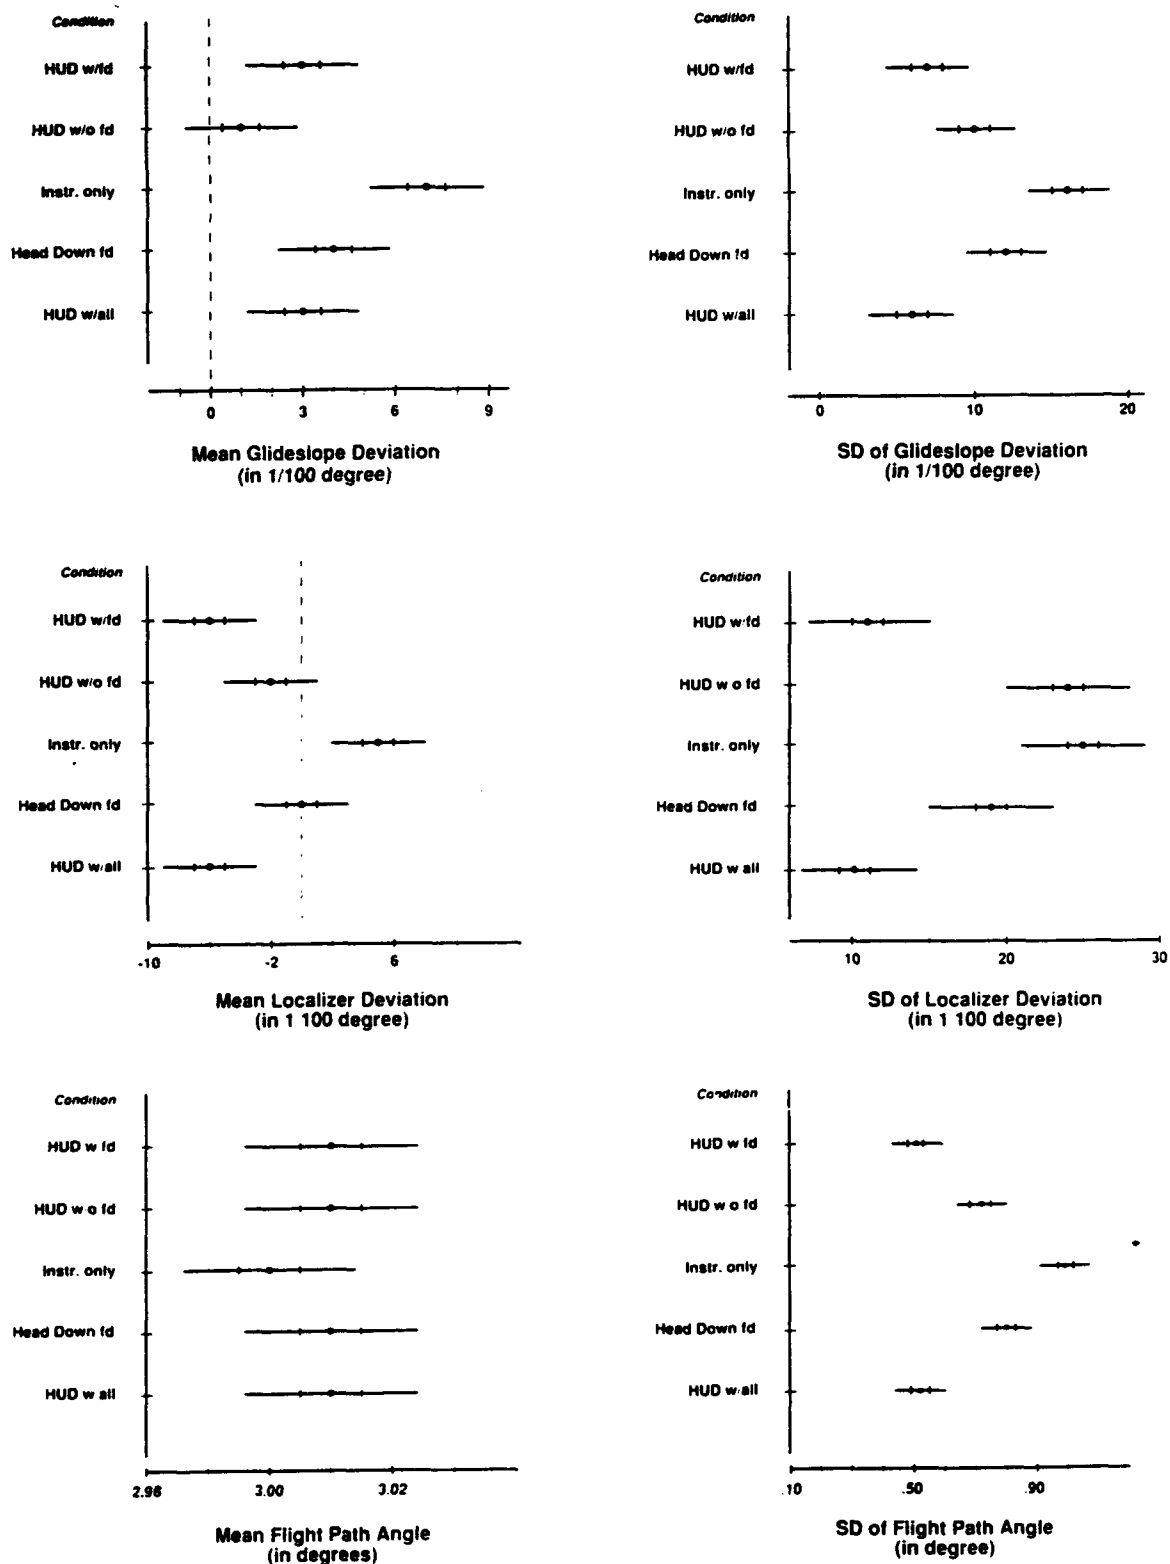 Condition
HUD w/fd
HUD w/o fd
Instr. only
Head Down fd
HUD w/all
0 3 6 9
Mean Glideslope Deviation
(in 1/100 degree)
Condition
HUD w/fd
HUD w/o fd
Instr. only
Head Down fd
HUD w/all
0 10 20
SD of Glideslope Deviation
(in 1/100 degree)
Condition
HUD w/fd
HUD w/o fd
Instr. only
Head Down fd
HUD w/all
-10 -2 6
Mean Localizer Deviation
(in 1 100 degree)
Condition
HUD w/fd
HUD w o fd
Instr. only
Head Down fd
HUD w all
10 20 30
SD of Localizer Deviation
(in 1 100 degree)
Condition
HUD w fd
HUD w o fd
Instr. only
Head Down fd
HUD w all
2.98 3.00 3.02
Mean Flight Path Angle
(in degrees)
Condition
HUD w fd
HUD w o fd
Instr. only
Head Down fd
HUD w/all
.10 .50 .90
SD of Flight Path Angle
(in degree)